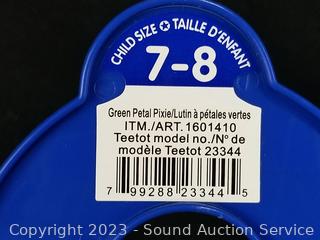 CHILD SIZE ✪ TAILLE D'ENFANT
7-8
Green Petal Pixie/Lutin à pétales vertes
ITM./ART. 1601410
Teetot model no./Nº de
modèle Teetot 23344
7 99288 23344 5
Copyright 2023 - Sound Auction Service